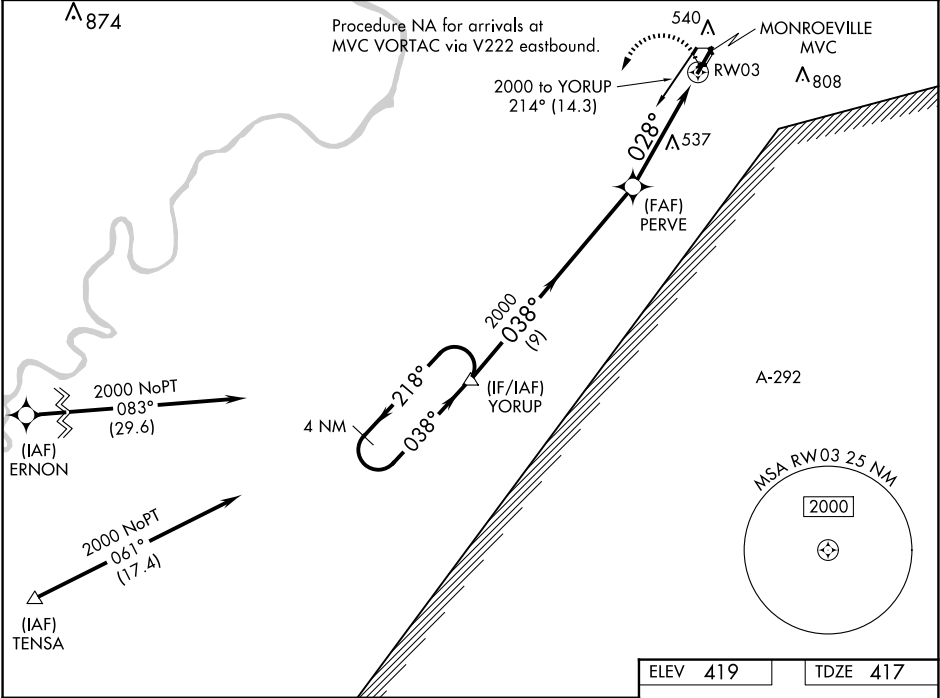 874
Procedure NA for arrivals at
MVC VORTAC via V222 eastbound.
540
MONROEVILLE
MVC
RW03
808
2000 to YORUP
214° (14.3)
028°
537
(FAF)
PERVE
2000
038°
(9)
218°
038°
4 NM
(IF/IAF)
YORUP
A-292
2000 NoPT
083°
(29.6)
(IAF)
ERNON
2000 NoPT
061°
(17.4)
(IAF)
TENSA
MSA RW03 25 NM
2000
ELEV 419
TDZE 417